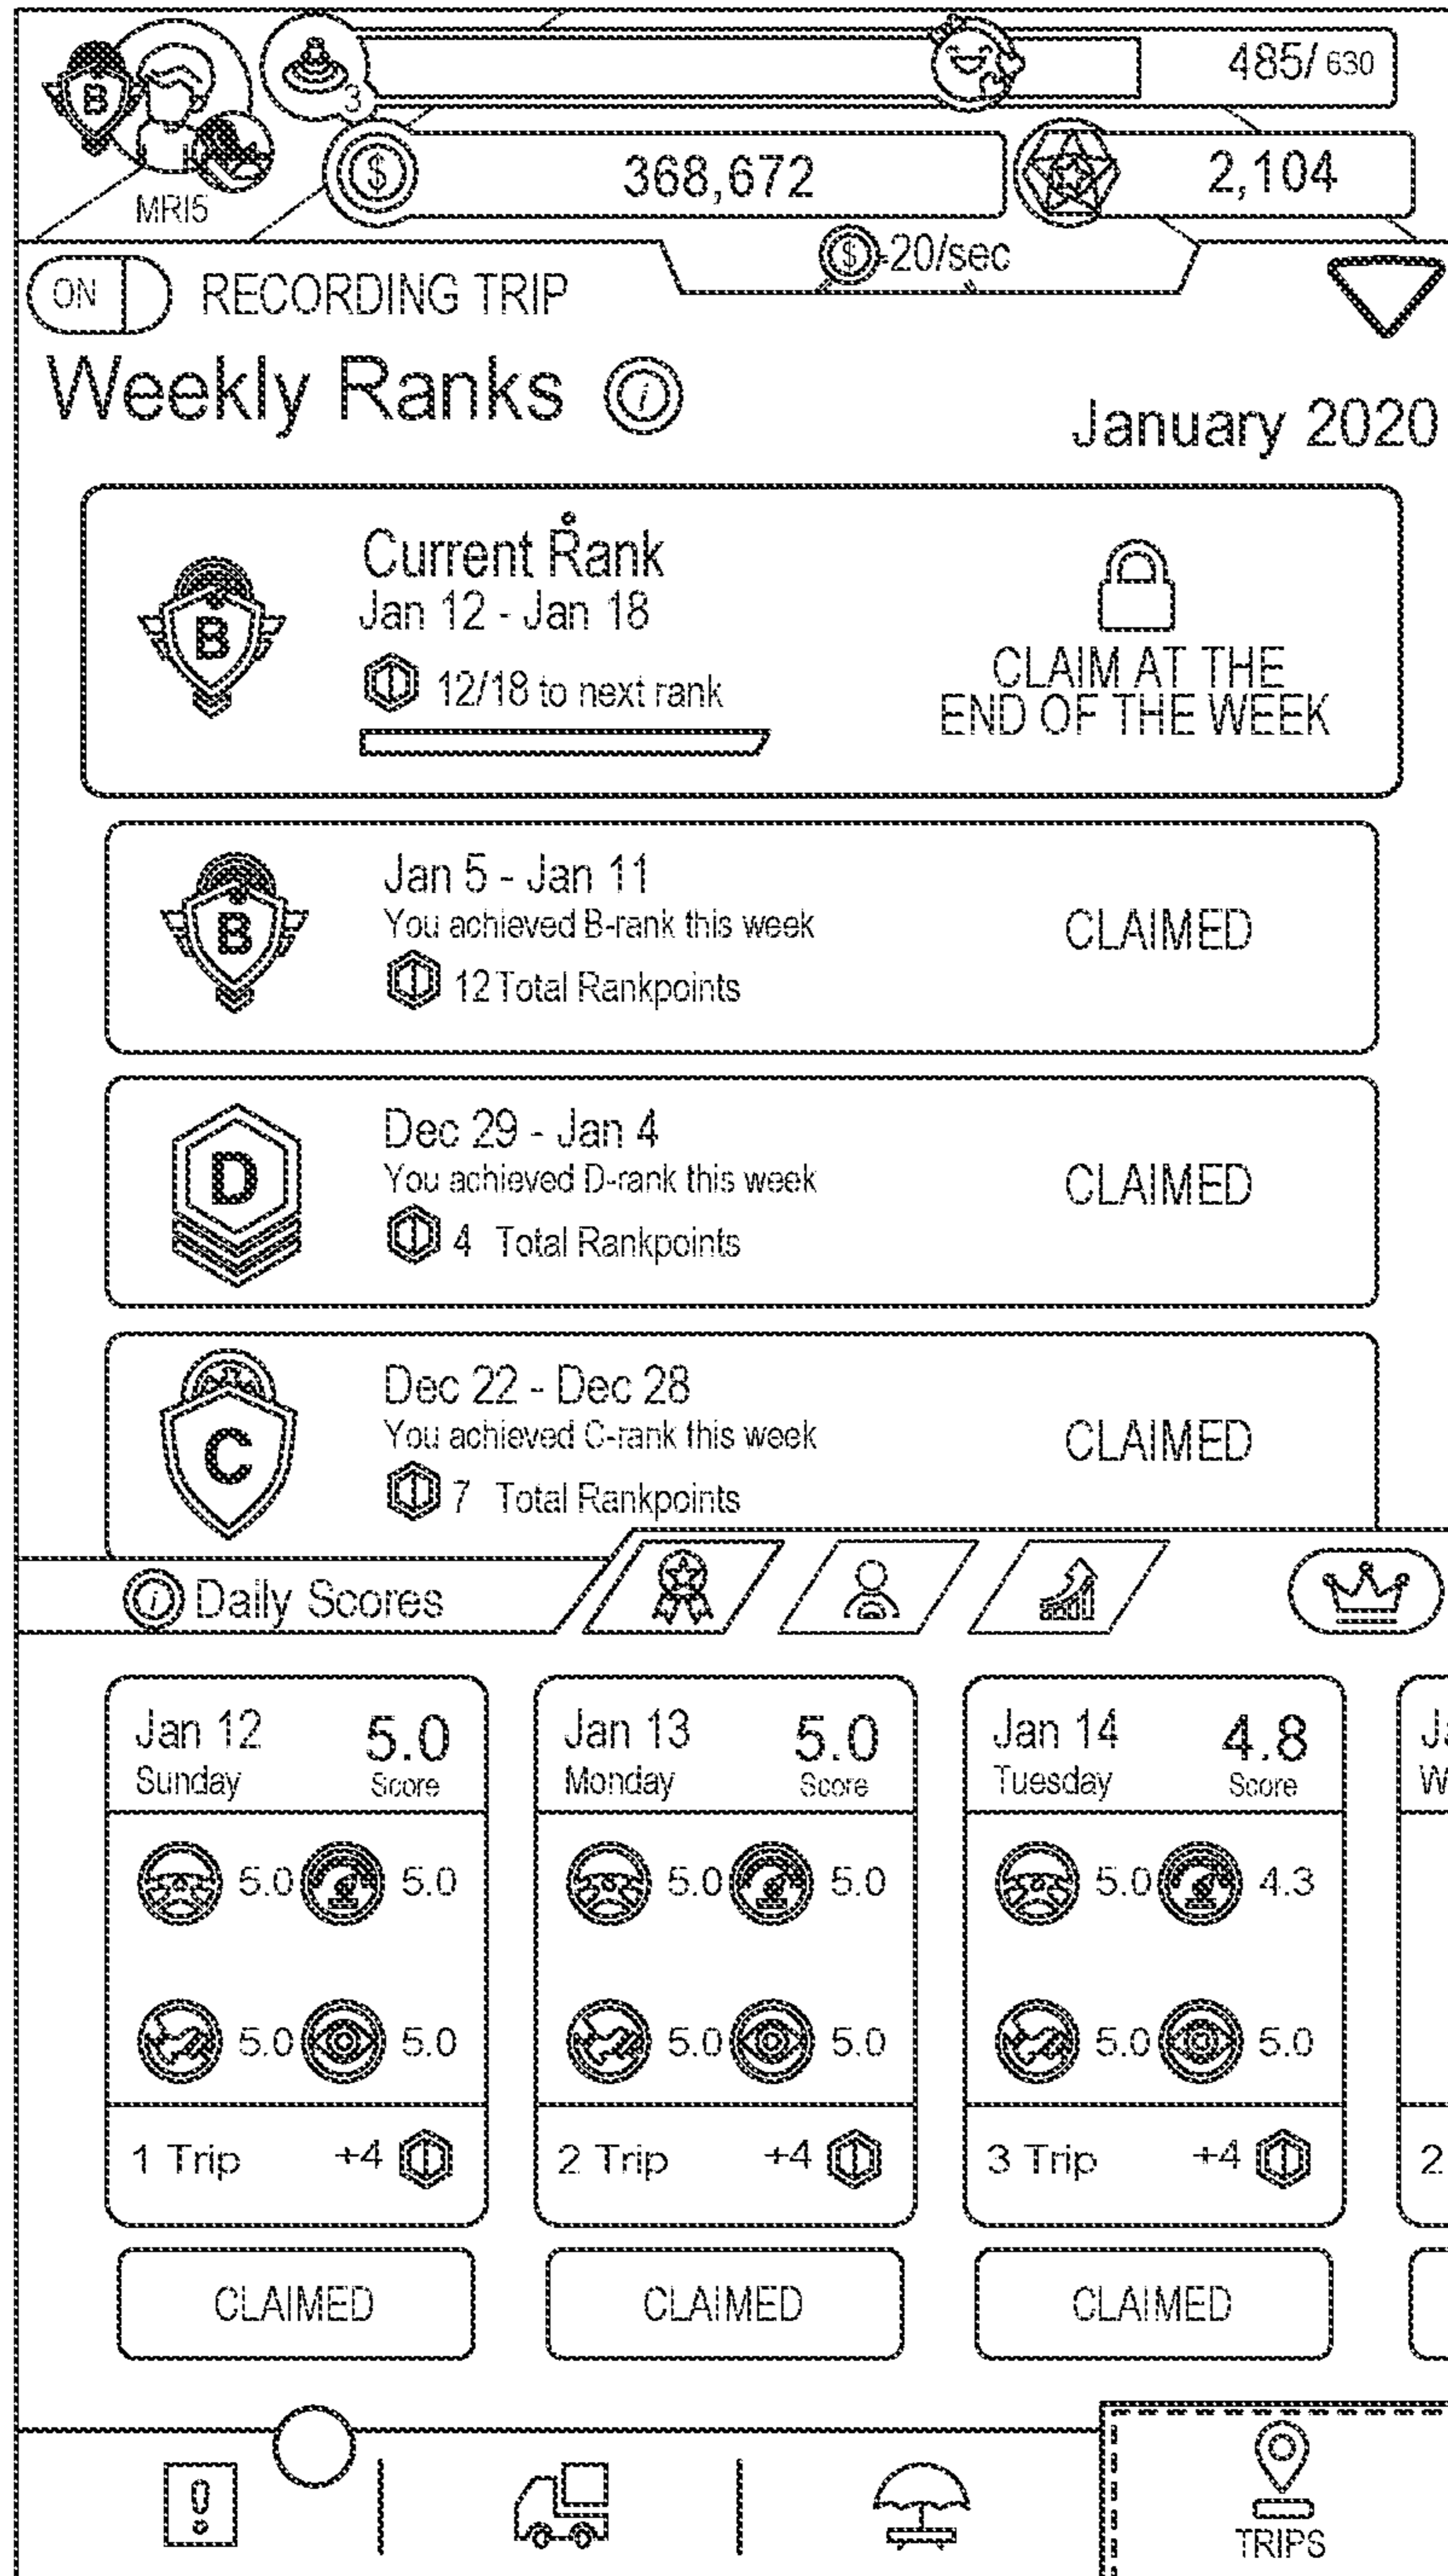 B
3
485/ 630
$
368,672
2,104
MRI5
ON
RECORDING TRIP
$
-20/sec
Weekly Ranks i
January 2020
B
Current Rank
Jan 12 - Jan 18
12/18 to next rank
CLAIM AT THE
END OF THE WEEK
B
Jan 5 - Jan 11
You achieved B-rank this week
12 Total Rankpoints
CLAIMED
D
Dec 29 - Jan 4
You achieved D-rank this week
4 Total Rankpoints
CLAIMED
C
Dec 22 - Dec 28
You achieved C-rank this week
7 Total Rankpoints
CLAIMED
i Daily Scores
Jan 12 5.0
Sunday Score
5.0 5.0
5.0 5.0
1 Trip +4
CLAIMED
Jan 13 5.0
Monday Score
5.0 5.0
5.0 5.0
2 Trip +4
CLAIMED
Jan 14 4.8
Tuesday Score
5.0 4.3
5.0 5.0
3 Trip +4
CLAIMED
Ja
W
2
!
TRIPS